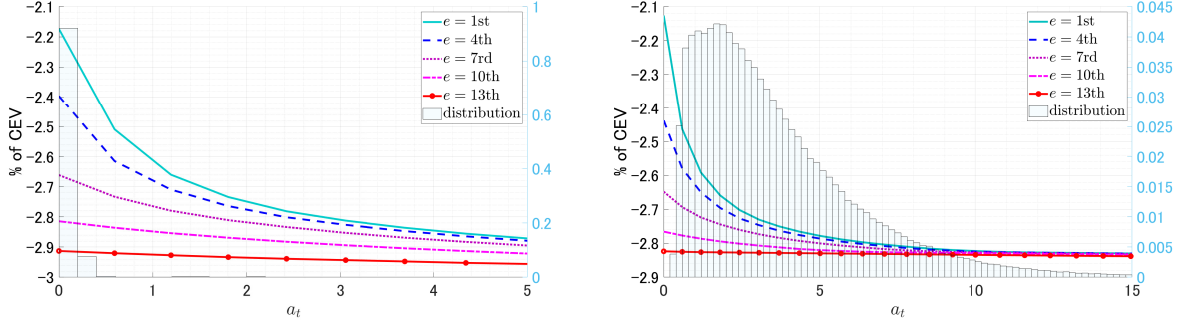 % of CEV
-2.1
-2.2
-2.3
-2.4
-2.5
-2.6
-2.7
-2.8
-2.9
-3
0
1
2
3
4
5
a_t
1
0.8
0.6
0.4
0.2
0
e = 1st
e = 4th
e = 7rd
e = 10th
e = 13th
distribution
% of CEV
-2.1
-2.2
-2.3
-2.4
-2.5
-2.6
-2.7
-2.8
-2.9
0
5
10
15
a_t
0.045
0.04
0.035
0.03
0.025
0.02
0.015
0.01
0.005
0
e = 1st
e = 4th
e = 7rd
e = 10th
e = 13th
distribution